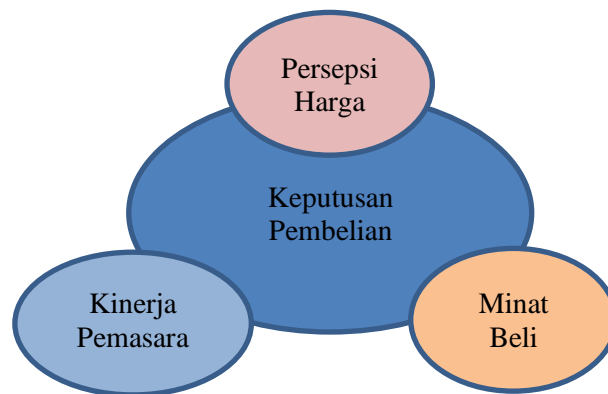 Persepsi
Harga
Keputusan
Pembelian
Kinerja
Pemasara
Minat
Beli